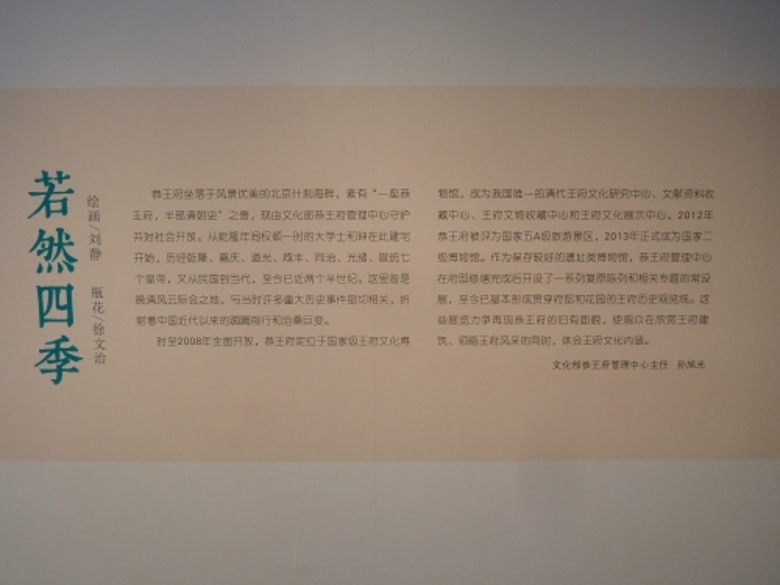 若然四季
绘画/刘静 瓶花/徐文治
恭王府坐落于风景优美的北京什刹海畔，素有“一座恭
王府，半部清朝史”之誉，现由文化部恭王府管理中心守护
并对社会开放。从乾隆年间权倾一时的大学士和珅在此建宅
开始，历经乾隆、嘉庆、道光、咸丰、同治、光绪、宣统七
个皇帝，又从民国到当代，至今已近两个半世纪。这里曾是
晚清风云际会之地，与当时许多重大历史事件密切相关，折
射着中国近代以来的蹒跚前行和沧桑巨变。
时至2008年全面开放，恭王府定位于国家级王府文化博
物馆，成为我国唯一的清代王府文化研究中心、文献资料收
藏中心、王府文物收藏中心和王府文化展示中心。2012年
恭王府被评为国家五A级旅游景区，2013年正式成为国家二
级博物馆。作为保存较好的遗址类博物馆，恭王府管理中心
在府邸修缮完成后开设了一系列复原陈列和相关专题的常设
展，至今已基本形成贯穿府邸和花园的王府历史观览线。这
些展览力争再现恭王府的旧有面貌，使观众在欣赏王府建
筑、领略王府风采的同时，体会王府文化内涵。
文化部恭王府管理中心主任 孙旭光